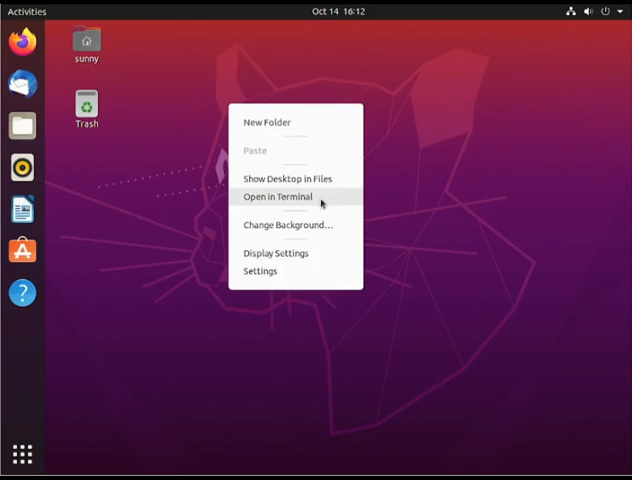 Activities
Oct 14 16:12
sunny
Trash
New Folder
Paste
Show Desktop in Files
Open in Terminal
Change Background...
Display Settings
Settings